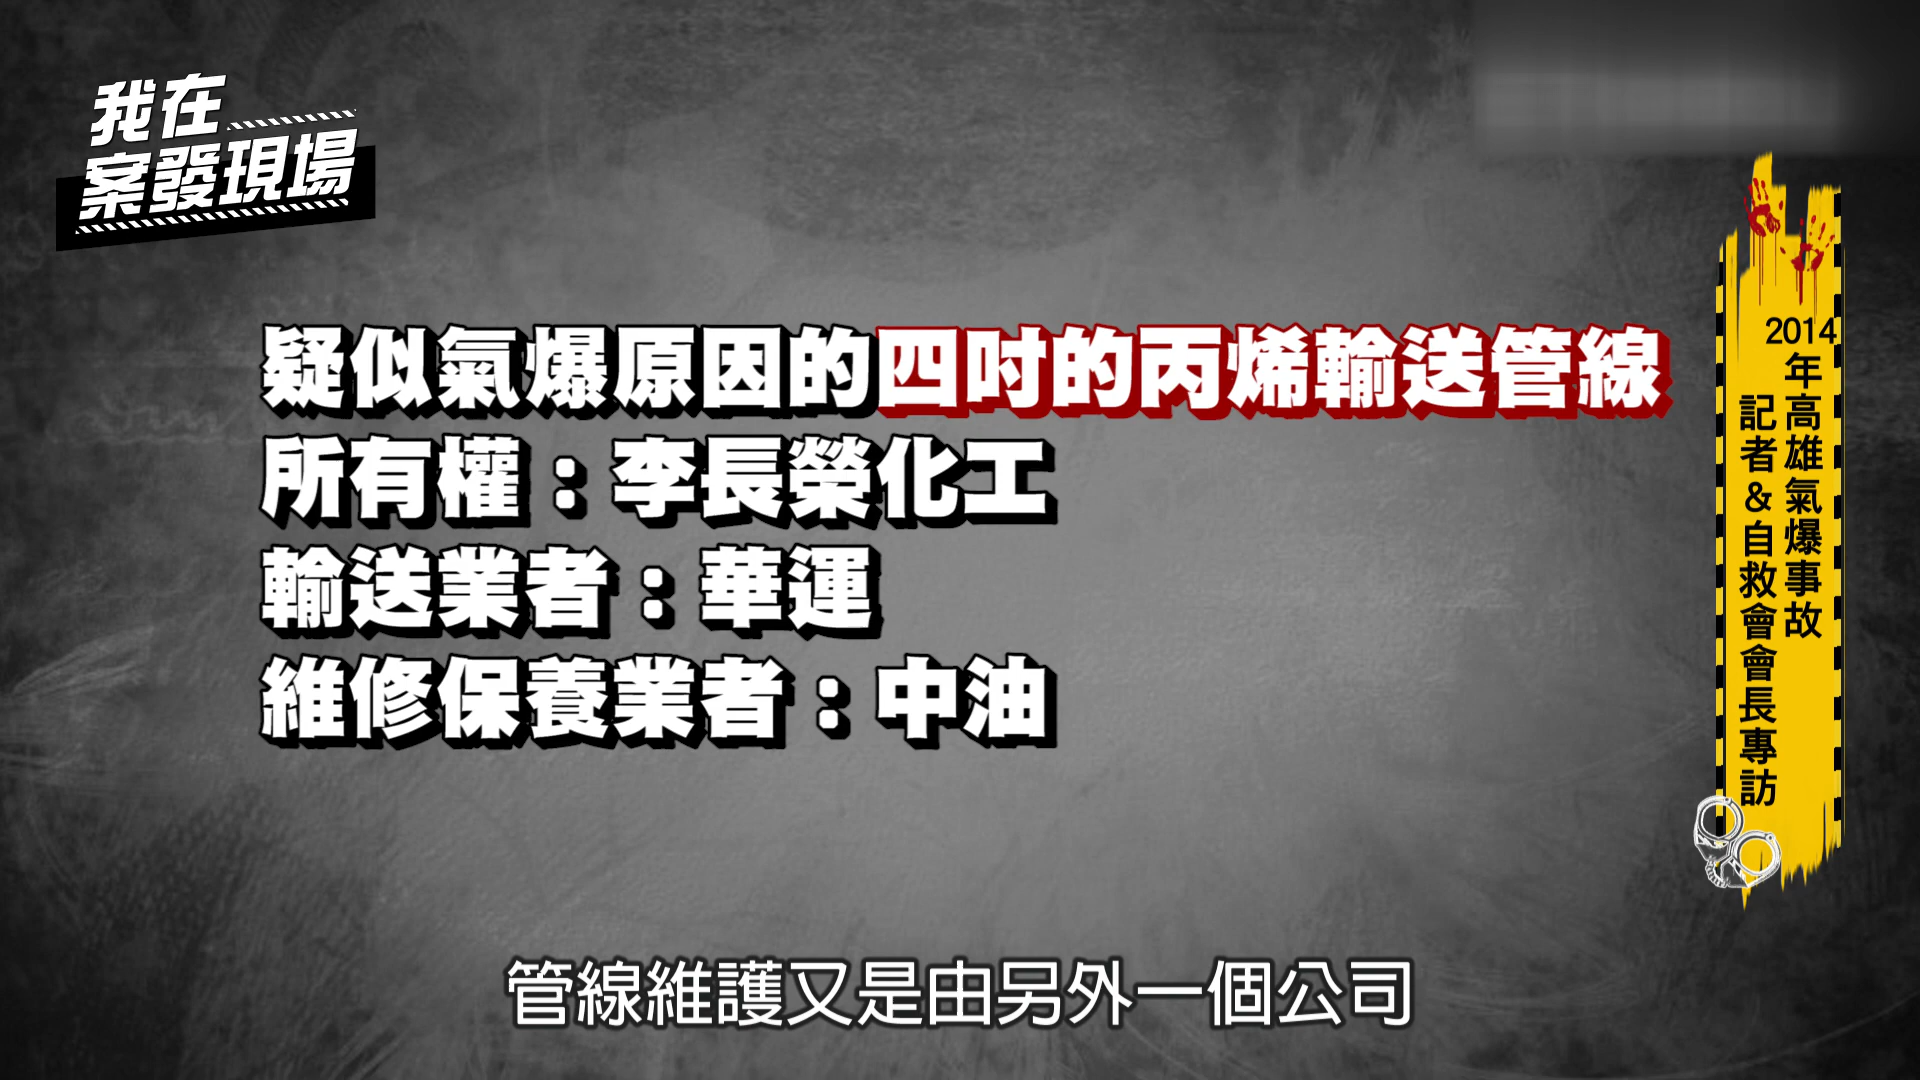 我在
案發現場
疑似氣爆原因的四吋的丙烯輸送管線
所有權：李長榮化工
輸送業者：華運
維修保養業者：中油
2014年高雄氣爆事故
記者&自救會會長專訪
管線維護又是由另外一個公司